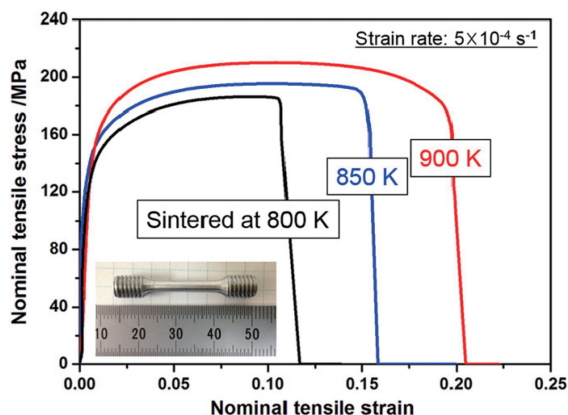 Strain rate: 5×10⁻⁴ s⁻¹
Nominal tensile stress /MPa
240
200
160
120
80
40
0
900 K
850 K
Sintered at 800 K
10 20 30 40 50
0.00 0.05 0.10 0.15 0.20 0.25
Nominal tensile strain